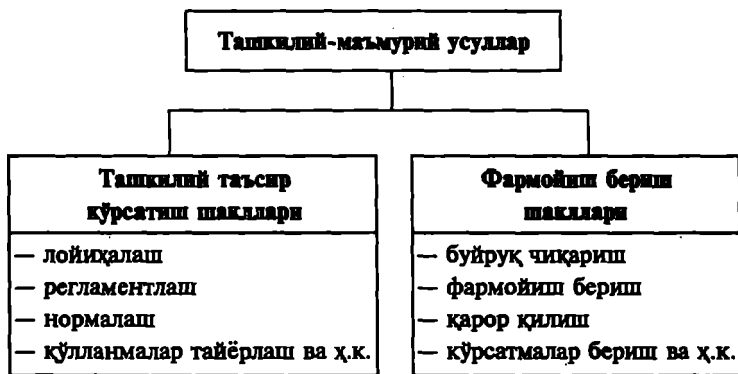 Ташкилий-маъмурий усуллар
Ташкилий таъсир
кўрсатиш шакллари
— лойиҳалаш
— регламентлаш
— нормалаш
— қўлланмалар тайёрлаш ва ҳ.к.
Фармойиш бериш
шакллари
— буйруқ чиқариш
— фармойиш бериш
— қарор қилиш
— кўрсатмалар бериш ва ҳ.к.